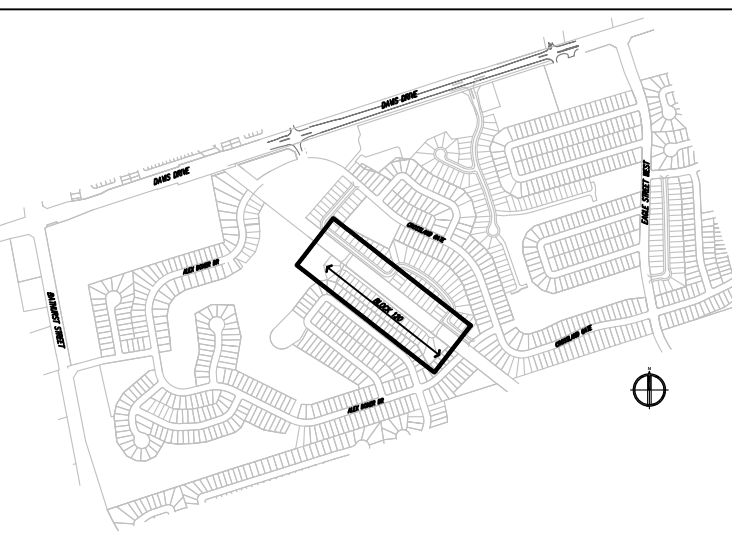 DAVIS DRIVE
DAVIS DRIVE
EAGLE STREET WEST
ALEX DONER DR
BLOCK 130
BATHURST STREET
ALEX DONER DR
N